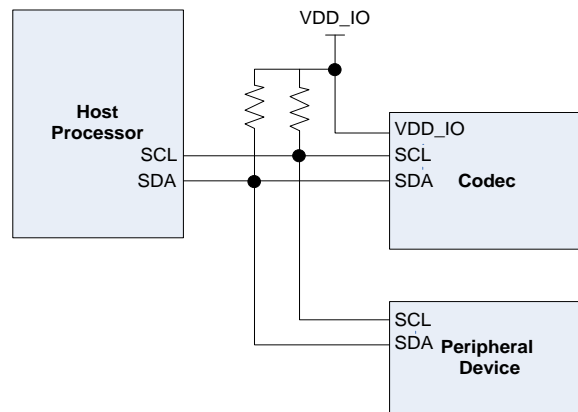 VDD_IO
Host
Processor
SCL
SDA
VDD_IO
SCL
SDA
Codec
SCL
SDA
Peripheral
Device